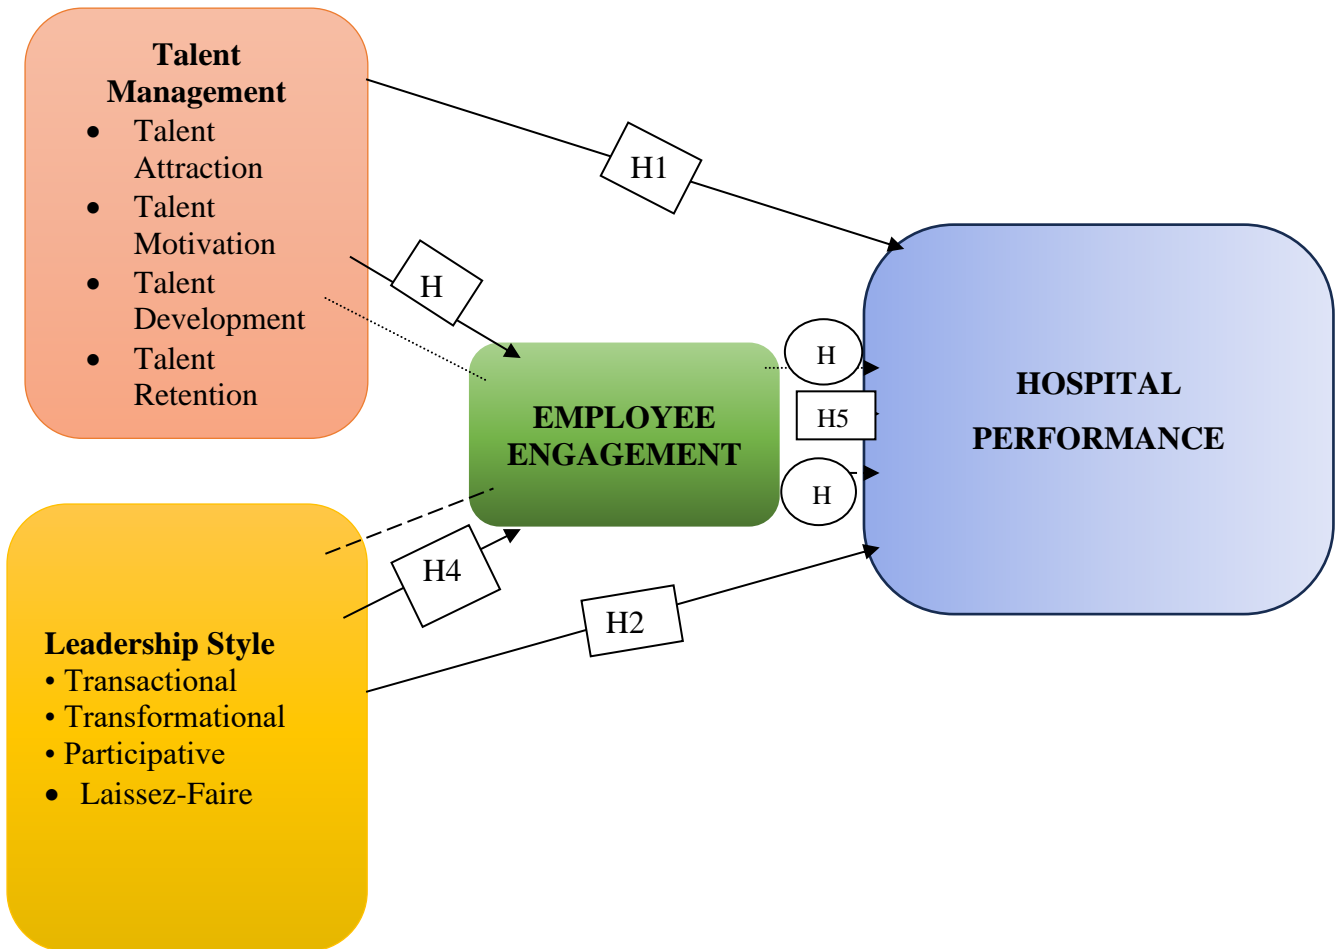 Talent
Management
• Talent
Attraction
• Talent
Motivation
• Talent
Development
• Talent
Retention
H1
H
H
EMPLOYEE
ENGAGEMENT
H5
H
HOSPITAL
PERFORMANCE
H4
H2
Leadership Style
• Transactional
• Transformational
• Participative
• Laissez-Faire